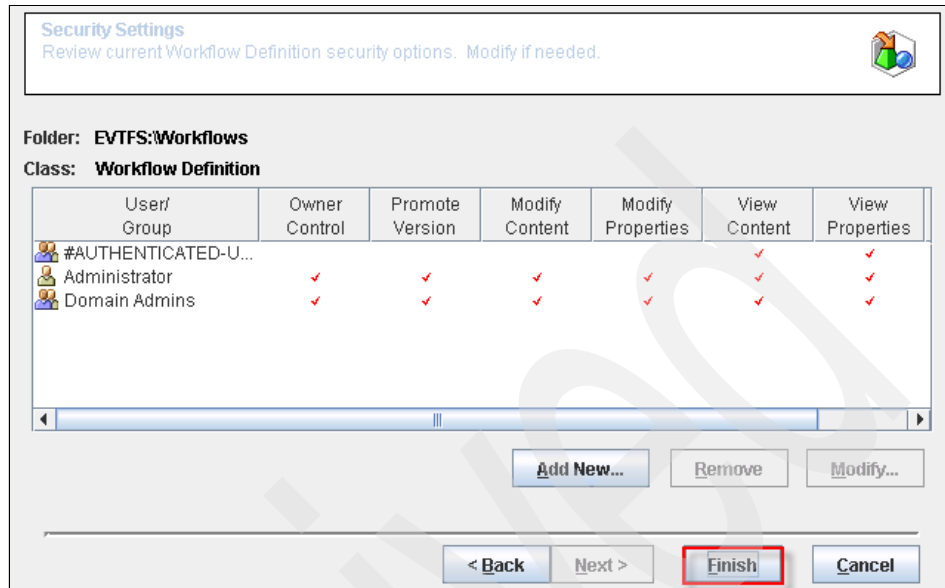 Security Settings
Review current Workflow Definition security options. Modify if needed.
Folder: EVTFS:\Workflows
Class: Workflow Definition
User/ Group Owner Control Promote Version Modify Content Modify Properties View Content View Properties
#AUTHENTICATED-U...
Administrator
Domain Admins
Add New... Remove Modify...
< Back Next > Finish Cancel